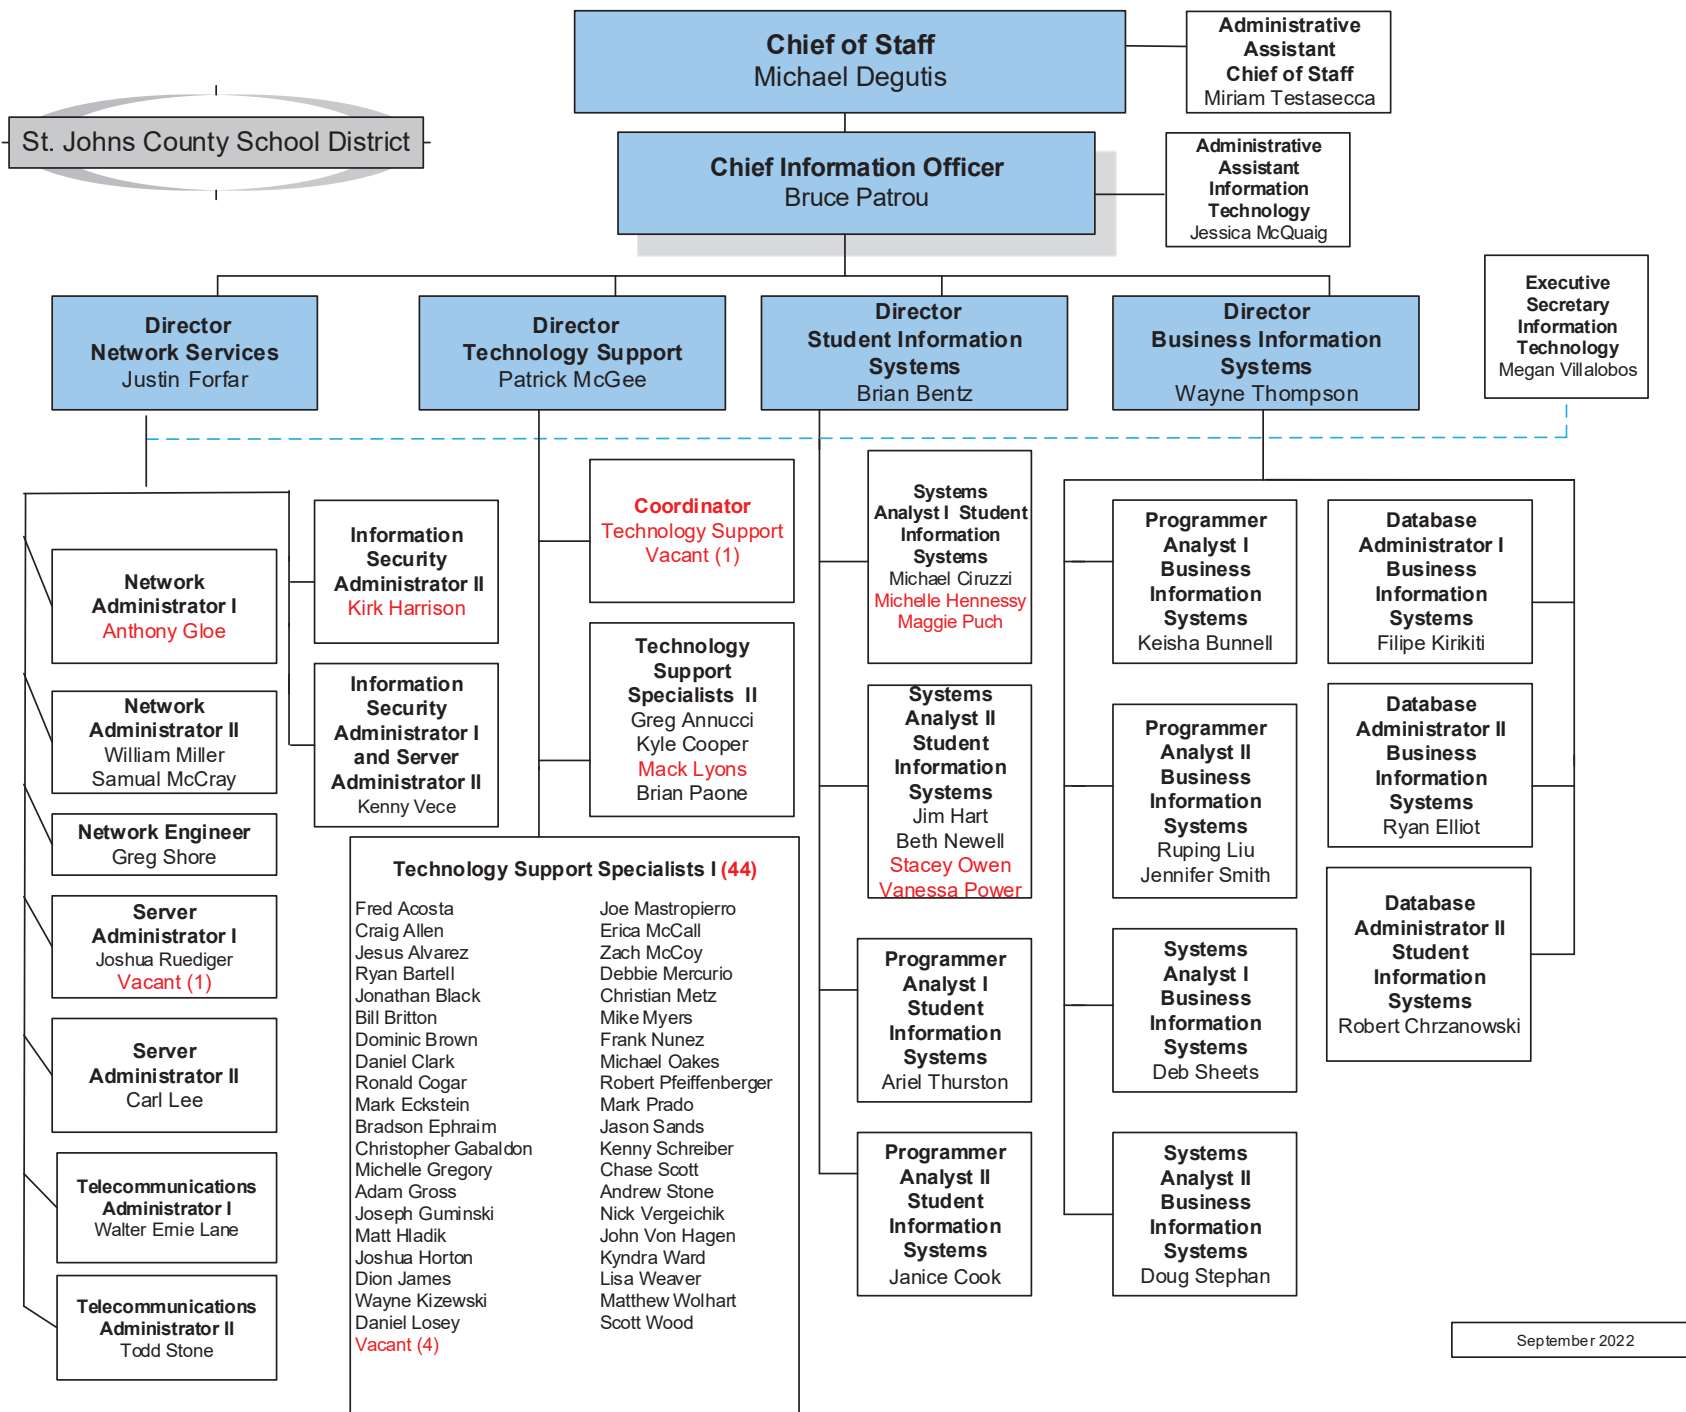 Chief of Staff
Michael Degutis
Administrative
Assistant
Chief of Staff
Miriam Testasecca
St. Johns County School District
Chief Information Officer
Bruce Patrou
Administrative
Assistant
Information
Technology
Jessica McQuaig
Director
Network Services
Justin Forfar
Director
Technology Support
Patrick McGee
Director
Student Information
Systems
Brian Bentz
Director
Business Information
Systems
Wayne Thompson
Executive
Secretary
Information
Technology
Megan Villalobos
Network
Administrator I
Anthony Gloe
Network
Administrator II
William Miller
Samual McCray
Network Engineer
Greg Shore
Server
Administrator I
Joshua Ruediger
Vacant (1)
Server
Administrator II
Carl Lee
Telecommunications
Administrator I
Walter Ernie Lane
Telecommunications
Administrator II
Todd Stone
Information
Security
Administrator II
Kirk Harrison
Information
Security
Administrator I
and Server
Administrator II
Kenny Vece
Coordinator
Technology Support
Vacant (1)
Technology
Support
Specialists II
Greg Annucci
Kyle Cooper
Mack Lyons
Brian Paone
Technology Support Specialists I (44)
Fred Acosta
Craig Allen
Jesus Alvarez
Ryan Bartell
Jonathan Black
Bill Britton
Dominic Brown
Daniel Clark
Ronald Cogar
Mark Eckstein
Bradson Ephraim
Christopher Gabaldon
Michelle Gregory
Adam Gross
Joseph Guminski
Matt Hladik
Joshua Horton
Dion James
Wayne Kizewski
Daniel Losey
Vacant (4)
Joe Mastropierro
Erica McCall
Zach McCoy
Debbie Mercurio
Christian Metz
Mike Myers
Frank Nunez
Michael Oakes
Robert Pfeiffenberger
Mark Prado
Jason Sands
Kenny Schreiber
Chase Scott
Andrew Stone
Nick Vergeichik
John Von Hagen
Kyndra Ward
Lisa Weaver
Matthew Wolhart
Scott Wood
Systems
Analyst I Student
Information
Systems
Michael Ciruzzi
Michelle Hennessy
Maggie Puch
Systems
Analyst II
Student
Information
Systems
Jim Hart
Beth Newell
Stacey Owen
Vanessa Power
Programmer
Analyst I
Student
Information
Systems
Ariel Thurston
Programmer
Analyst II
Student
Information
Systems
Janice Cook
Programmer
Analyst I
Business
Information
Systems
Keisha Bunnell
Programmer
Analyst II
Business
Information
Systems
Ruping Liu
Jennifer Smith
Systems
Analyst I
Business
Information
Systems
Deb Sheets
Systems
Analyst II
Business
Information
Systems
Doug Stephan
Database
Administrator I
Business
Information
Systems
Filipe Kirikiti
Database
Administrator II
Business
Information
Systems
Ryan Elliot
Database
Administrator II
Student
Information
Systems
Robert Chrzanowski
September 2022